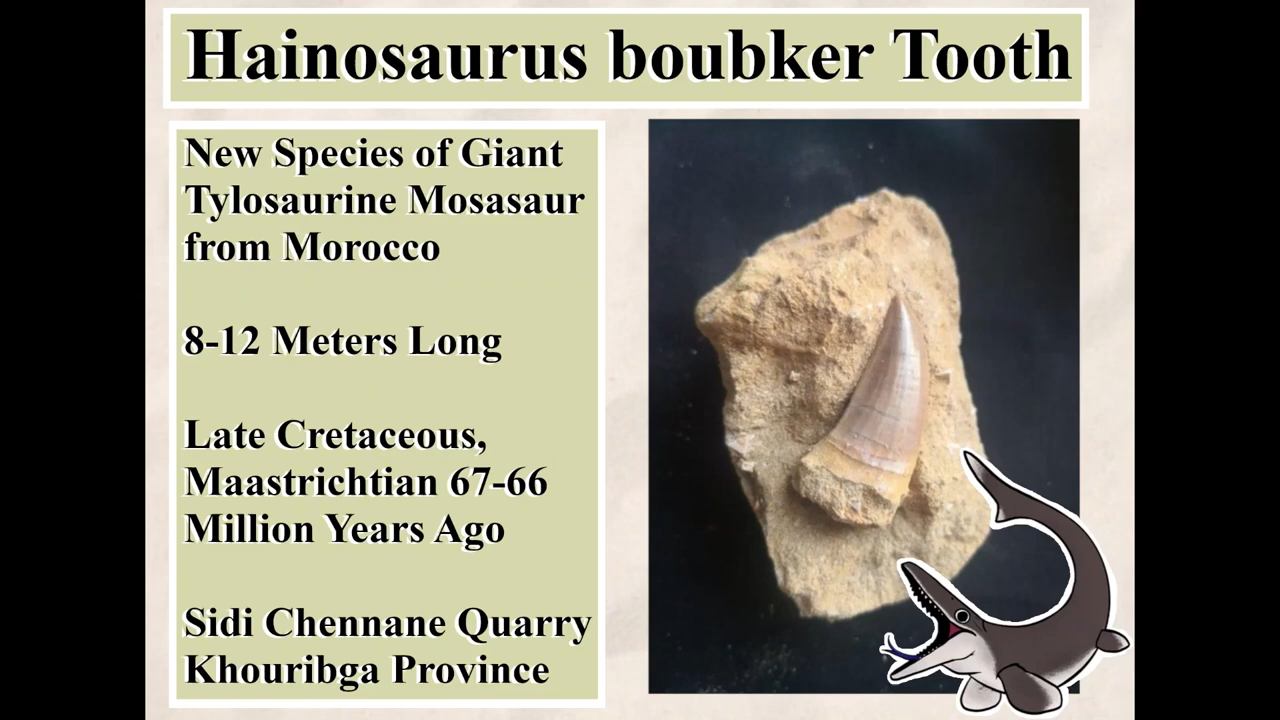 Hainosaurus boubker Tooth
New Species of Giant
Tylosaurine Mosasaur
from Morocco
8-12 Meters Long
Late Cretaceous,
Maastrichtian 67-66
Million Years Ago
Sidi Chennane Quarry
Khouribga Province